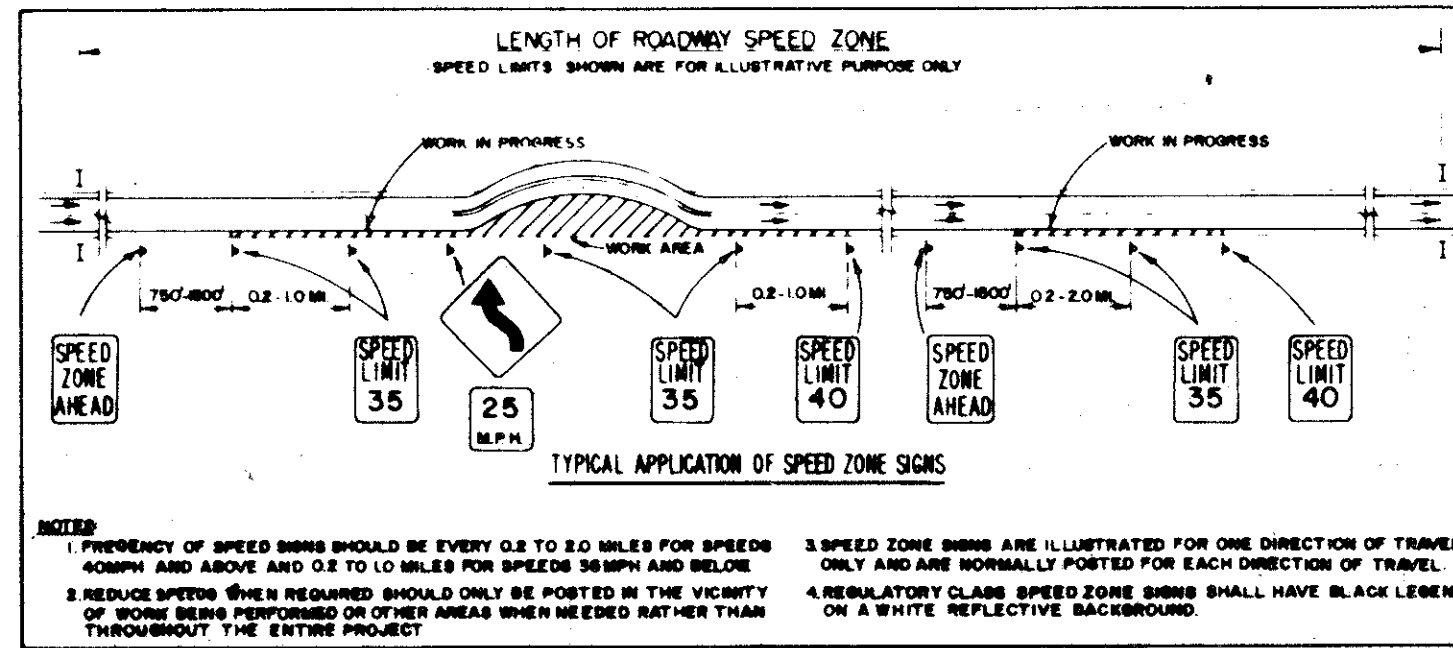 LENGTH OF ROADWAY SPEED ZONE
SPEED LIMITS SHOWN ARE FOR ILLUSTRATIVE PURPOSE ONLY
WORK IN PROGRESS
WORK IN PROGRESS
I
I
I
I
WORK AREA
750'-1500'
0.2 - 1.0 MI.
0.2 - 1.0 MI.
750'-1500'
0.2 - 2.0 MI.
SPEED
ZONE
AHEAD
SPEED
LIMIT
35
25
M.P.H.
SPEED
LIMIT
35
SPEED
LIMIT
40
SPEED
ZONE
AHEAD
SPEED
LIMIT
35
SPEED
LIMIT
40
TYPICAL APPLICATION OF SPEED ZONE SIGNS
NOTES
1. FREQENCY OF SPEED SIGNS SHOULD BE EVERY 0.2 TO 2.0 MILES FOR SPEEDS
40MPH AND ABOVE AND 0.2 TO 1.0 MILES FOR SPEEDS MPH AND BELOW
2. REDUCE SPEEDS WHEN REQUIRED SHOULD ONLY BE POSTED IN THE VICINITY
OF WORK BEING PERFORMED OR OTHER AREAS WHEN NEEDED RATHER THAN
THROUGHOUT THE ENTIRE PROJECT
3. SPEED ZONE SIGNS ARE ILLUSTRATED FOR ONE DIRECTION OF TRAVEL
ONLY AND ARE NORMALLY POSTED FOR EACH DIRECTION OF TRAVEL.
4. REGULATORY CLASS SPEED ZONE SIGNS SHALL HAVE BLACK LEGEN
ON A WHITE REFLECTIVE BACKGROUND.